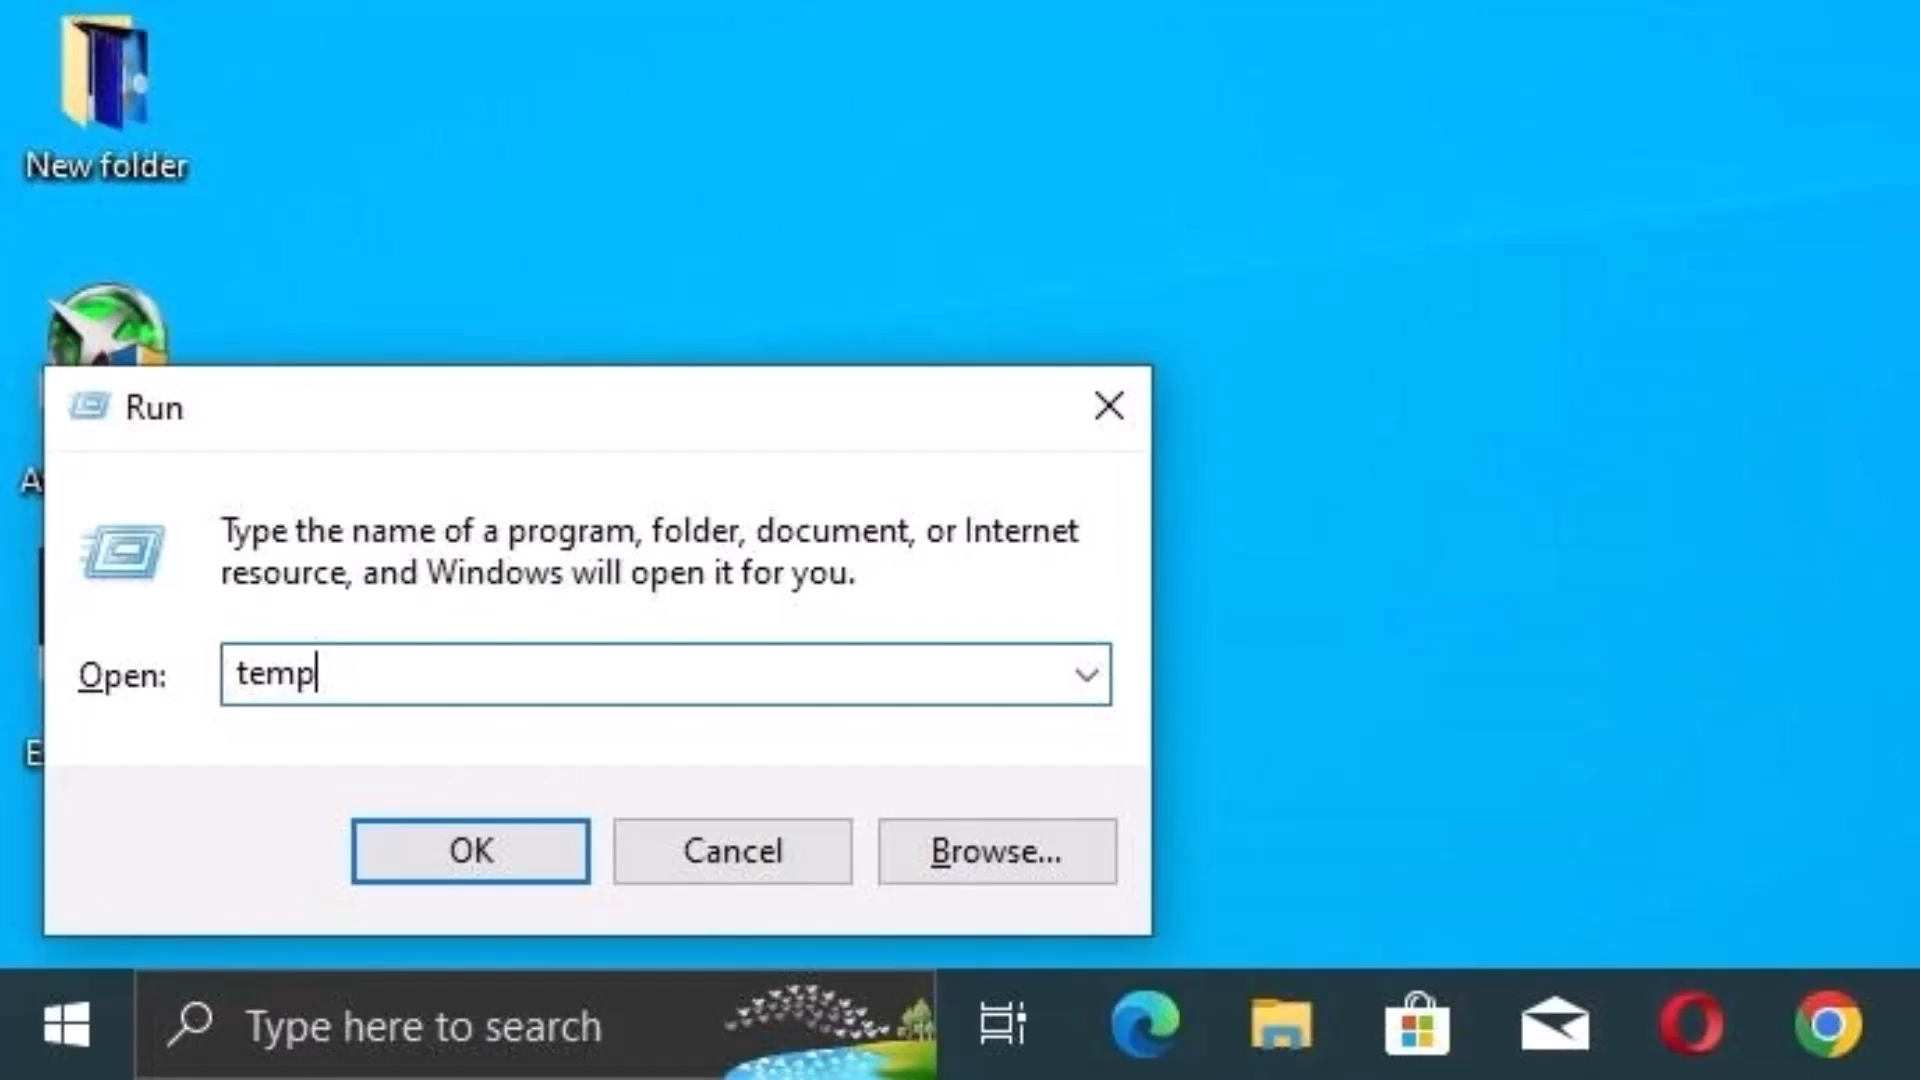 New folder
Run
A
Type the name of a program, folder, document, or Internet
resource, and Windows will open it for you.
Open: temp
E
OK Cancel Browse...
Type here to search